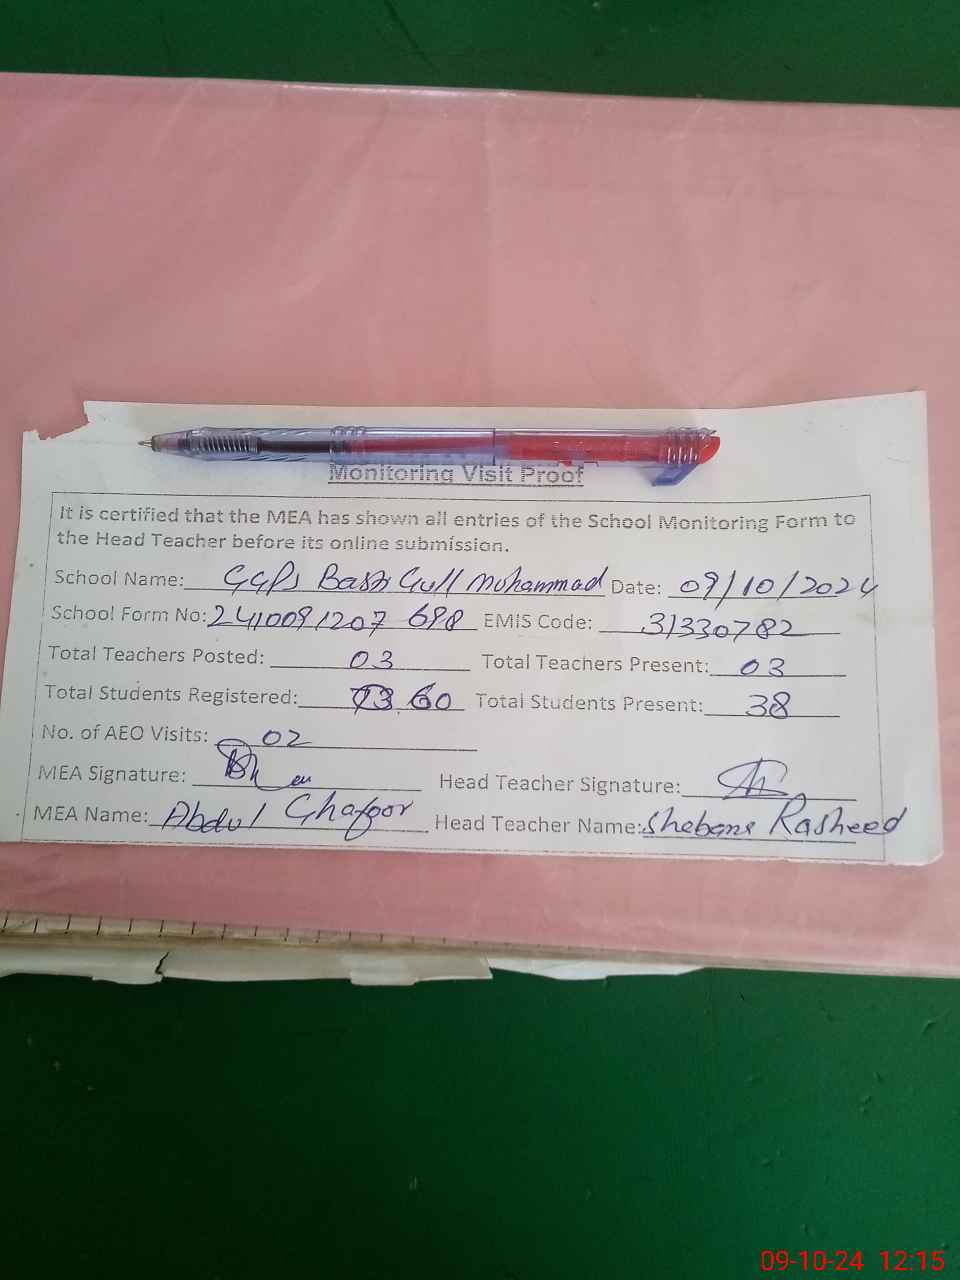 Monitoring Visit Proof
It is certified that the MEA has shown all entries of the School Monitoring Form to
the Head Teacher before its online submission.
School Name: GGPS Basti Gull Mohammad Date: 09/10/2024
School Form No: 2410091207 698 EMIS Code: 31330782
Total Teachers Posted: 03 Total Teachers Present: 03
Total Students Registered: 60 Total Students Present: 38
No. of AEO Visits: 02
MEA Signature: Head Teacher Signature:
MEA Name: Abdul Ghafoor Head Teacher Name: Shebana Rasheed
09-10-24 12:15